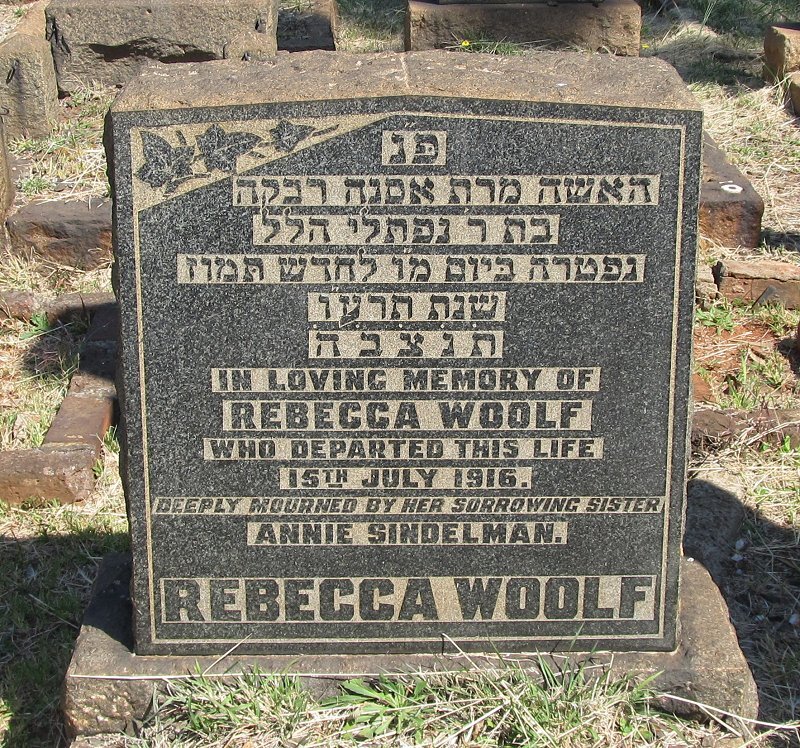 פנ
האשה מרת אסנה רבקה
בת ר נפתלי הלל
נפטרה ביום טו לחדש תמוז
שנת תרעו
ת נ צ ב ה
IN LOVING MEMORY OF
REBECCA WOOLF
WHO DEPARTED THIS LIFE
15TH JULY 1916.
DEEPLY MOURNED BY HER SORROWING SISTER
ANNIE SINDELMAN.
REBECCA WOOLF